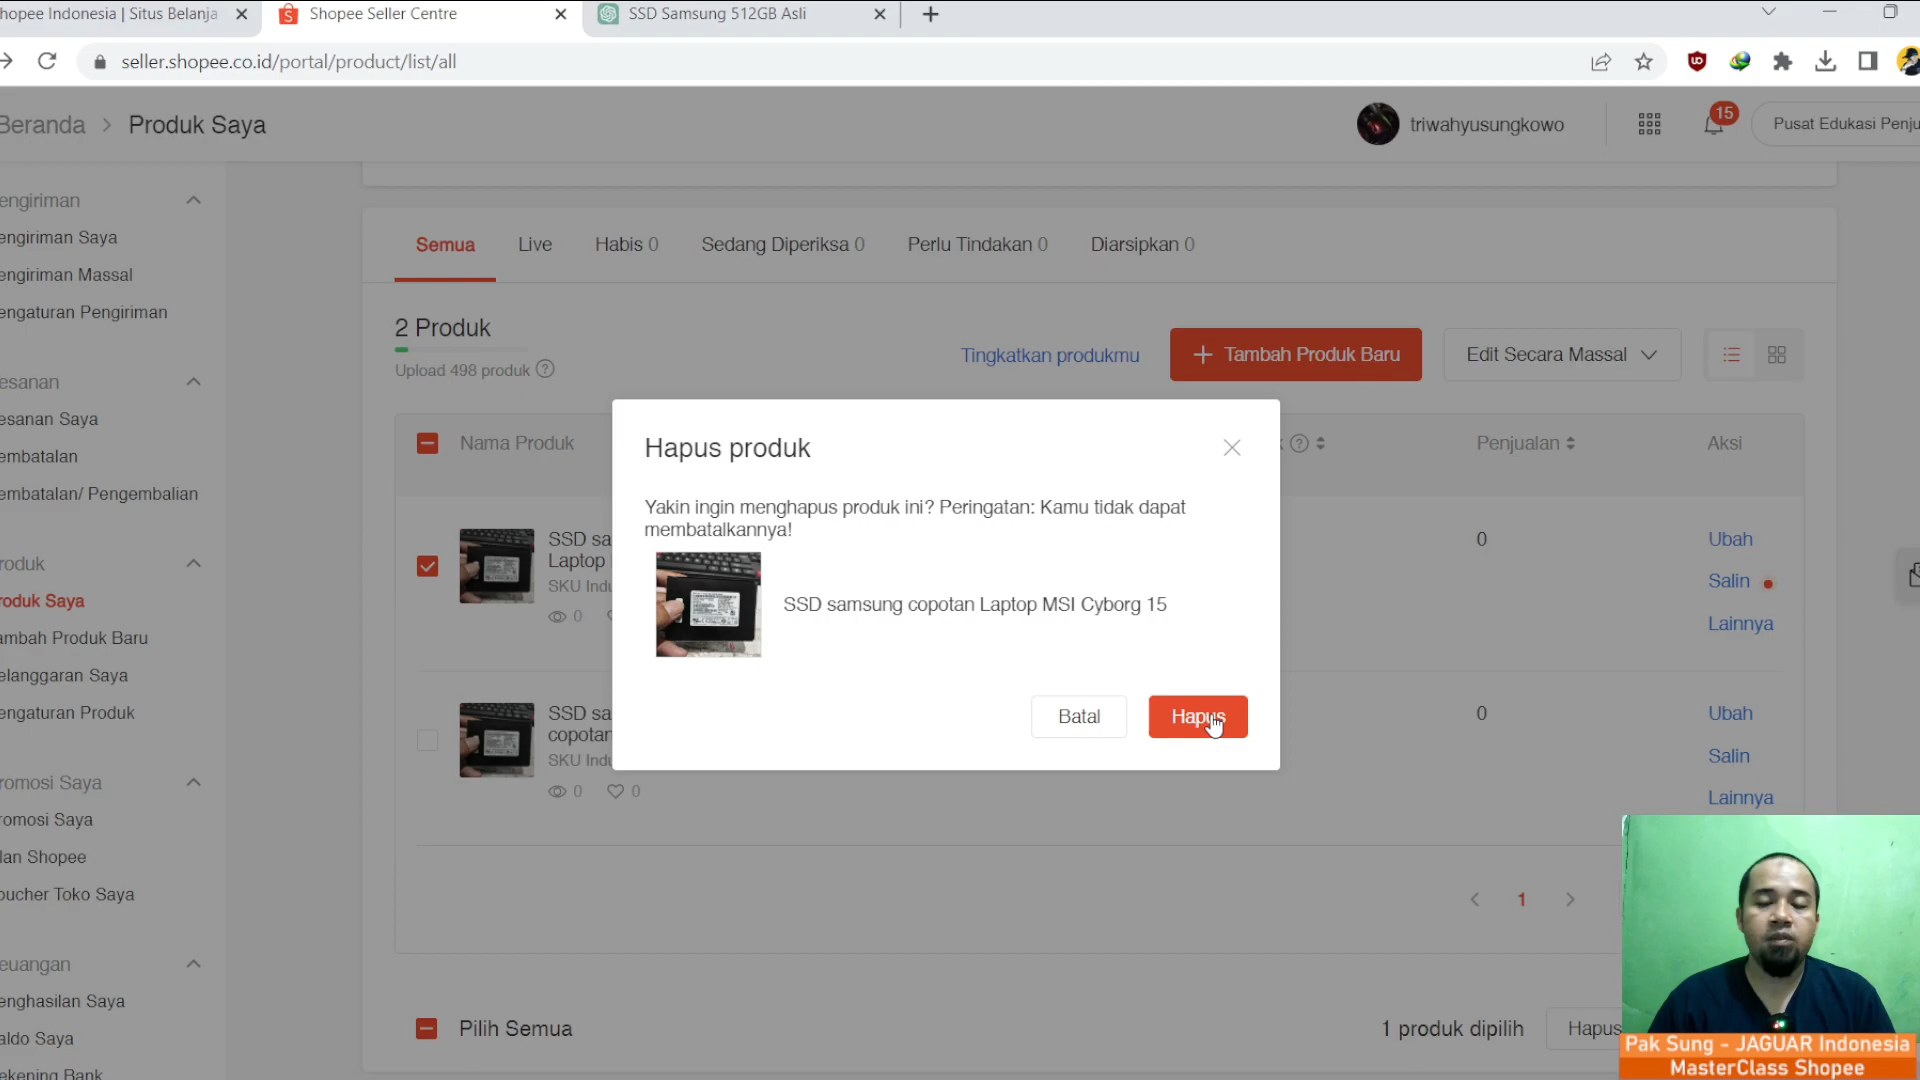 hopee Indonesia | Situs Belanja
Shopee Seller Centre
SSD Samsung 512GB Asli
seller.shopee.co.id/portal/product/list/all
Beranda > Produk Saya
triwahyusungkowo
15
Pusat Edukasi Penju
engiriman
engiriman Saya
engiriman Massal
engaturan Pengiriman
esanan
esanan Saya
embatalan
embatalan/ Pengembalian
roduk
roduk Saya
ambah Produk Baru
elanggaran Saya
engaturan Produk
romosi Saya
romosi Saya
lan Shopee
oucher Toko Saya
euangan
enghasilan Saya
aldo Saya
ekening Bank
Semua
Live
Habis 0
Sedang Diperiksa 0
Perlu Tindakan 0
Diarsipkan 0
2 Produk
Upload 498 produk
Tingkatkan produkmu
+ Tambah Produk Baru
Edit Secara Massal
Nama Produk
Penjualan
Aksi
SSD sa
Laptop
SKU Indu
0
0
Ubah
Salin
Lainnya
SSD sa
copotan
SKU Indu
0
0
0
Ubah
Salin
Lainnya
Hapus produk
Yakin ingin menghapus produk ini? Peringatan: Kamu tidak dapat
membatalkannya!
SSD samsung copotan Laptop MSI Cyborg 15
Batal
Hapus
1
Pilih Semua
1 produk dipilih
Hapus
Pak Sung - JAGUAR Indonesia
MasterClass Shopee